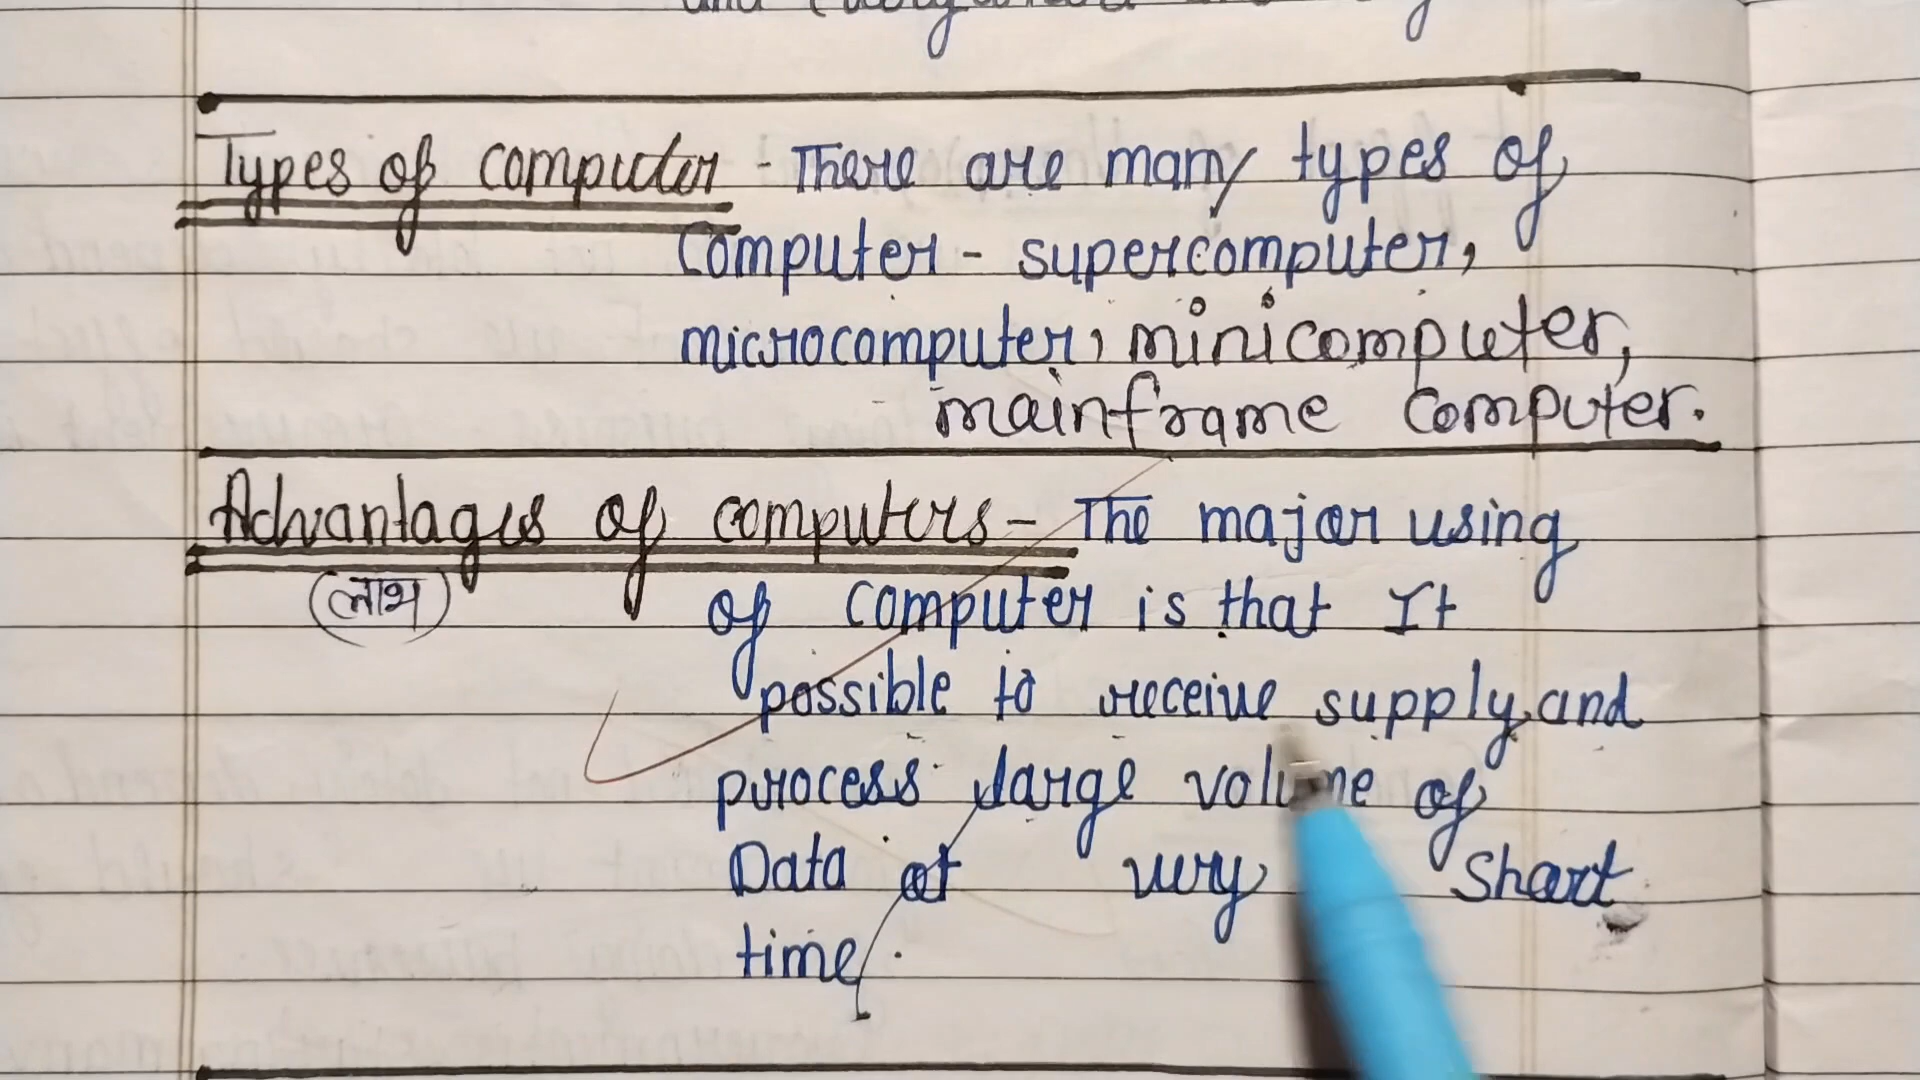 Types of computer - There are many types of
Computer - supercomputer,
microcomputer, minicomputer,
mainframe computer.
Advantages of computers - The major using
(लाभ)
of computer is that It
possible to receive supply and
process large volume of
Data at very Short
time.